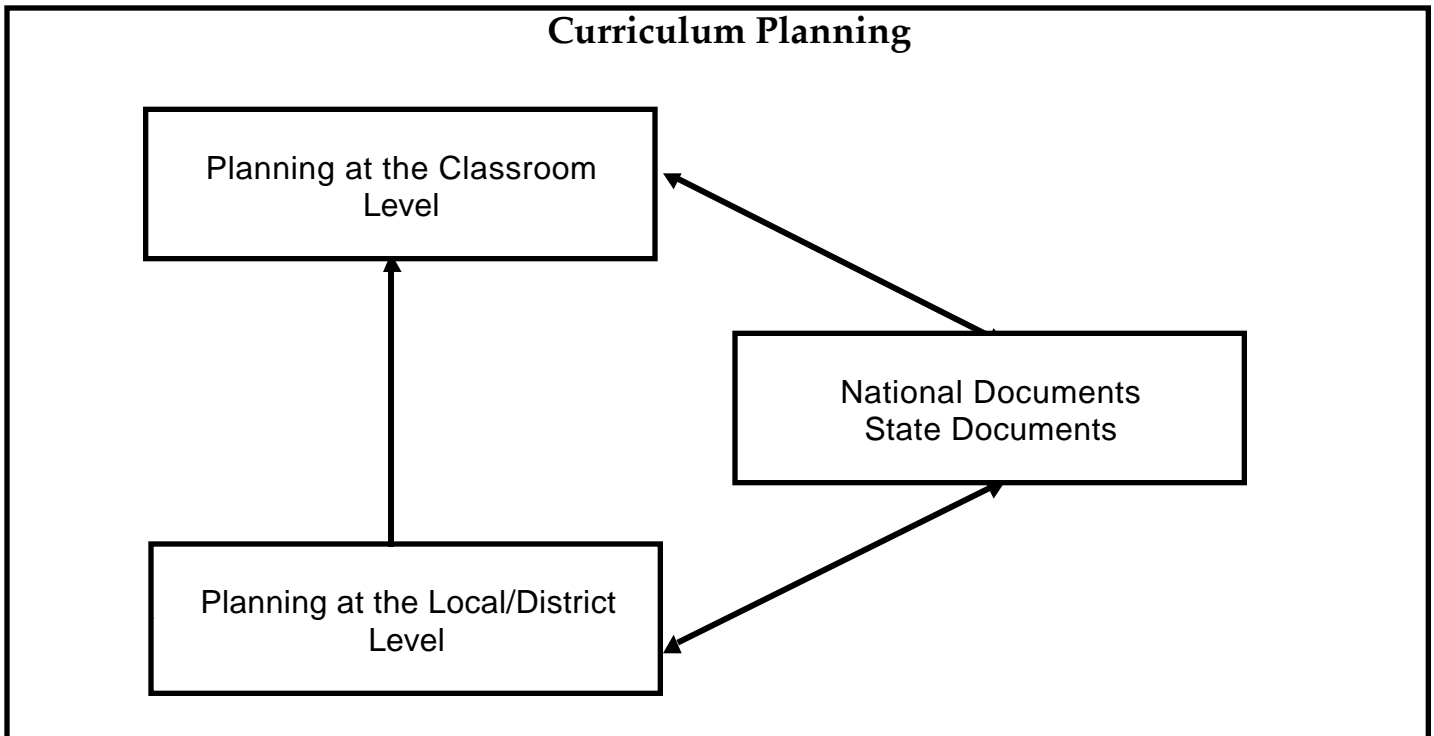 Curriculum Planning
Planning at the Classroom
Level
National Documents
State Documents
Planning at the Local/District
Level